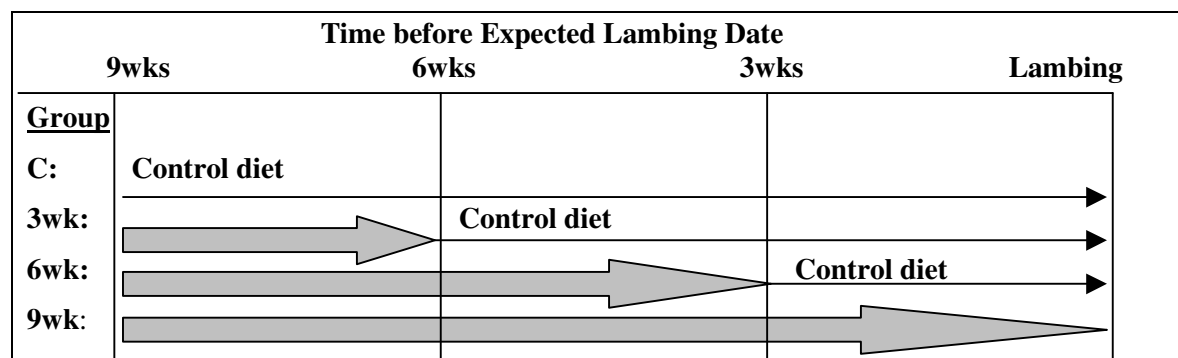 Time before Expected Lambing Date
9wks 6wks 3wks Lambing
Group
C: Control diet
3wk: Control diet
6wk: Control diet
9wk: